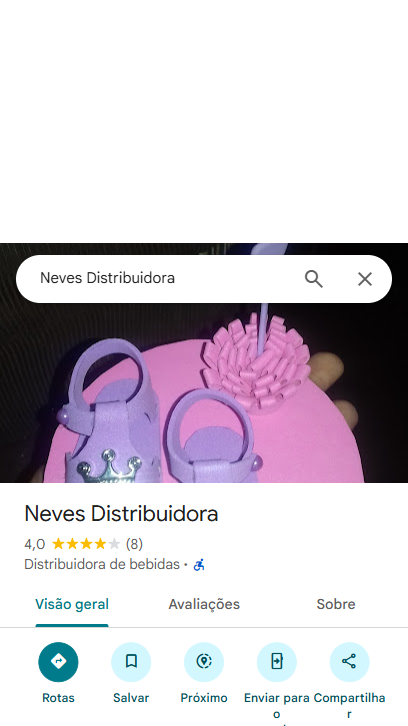 Neves Distribuidora
Neves Distribuidora
4,0 (8)
Distribuidora de bebidas ·
Visão geral Avaliações Sobre
Rotas Salvar Próximo Enviar para Compartilha
o r